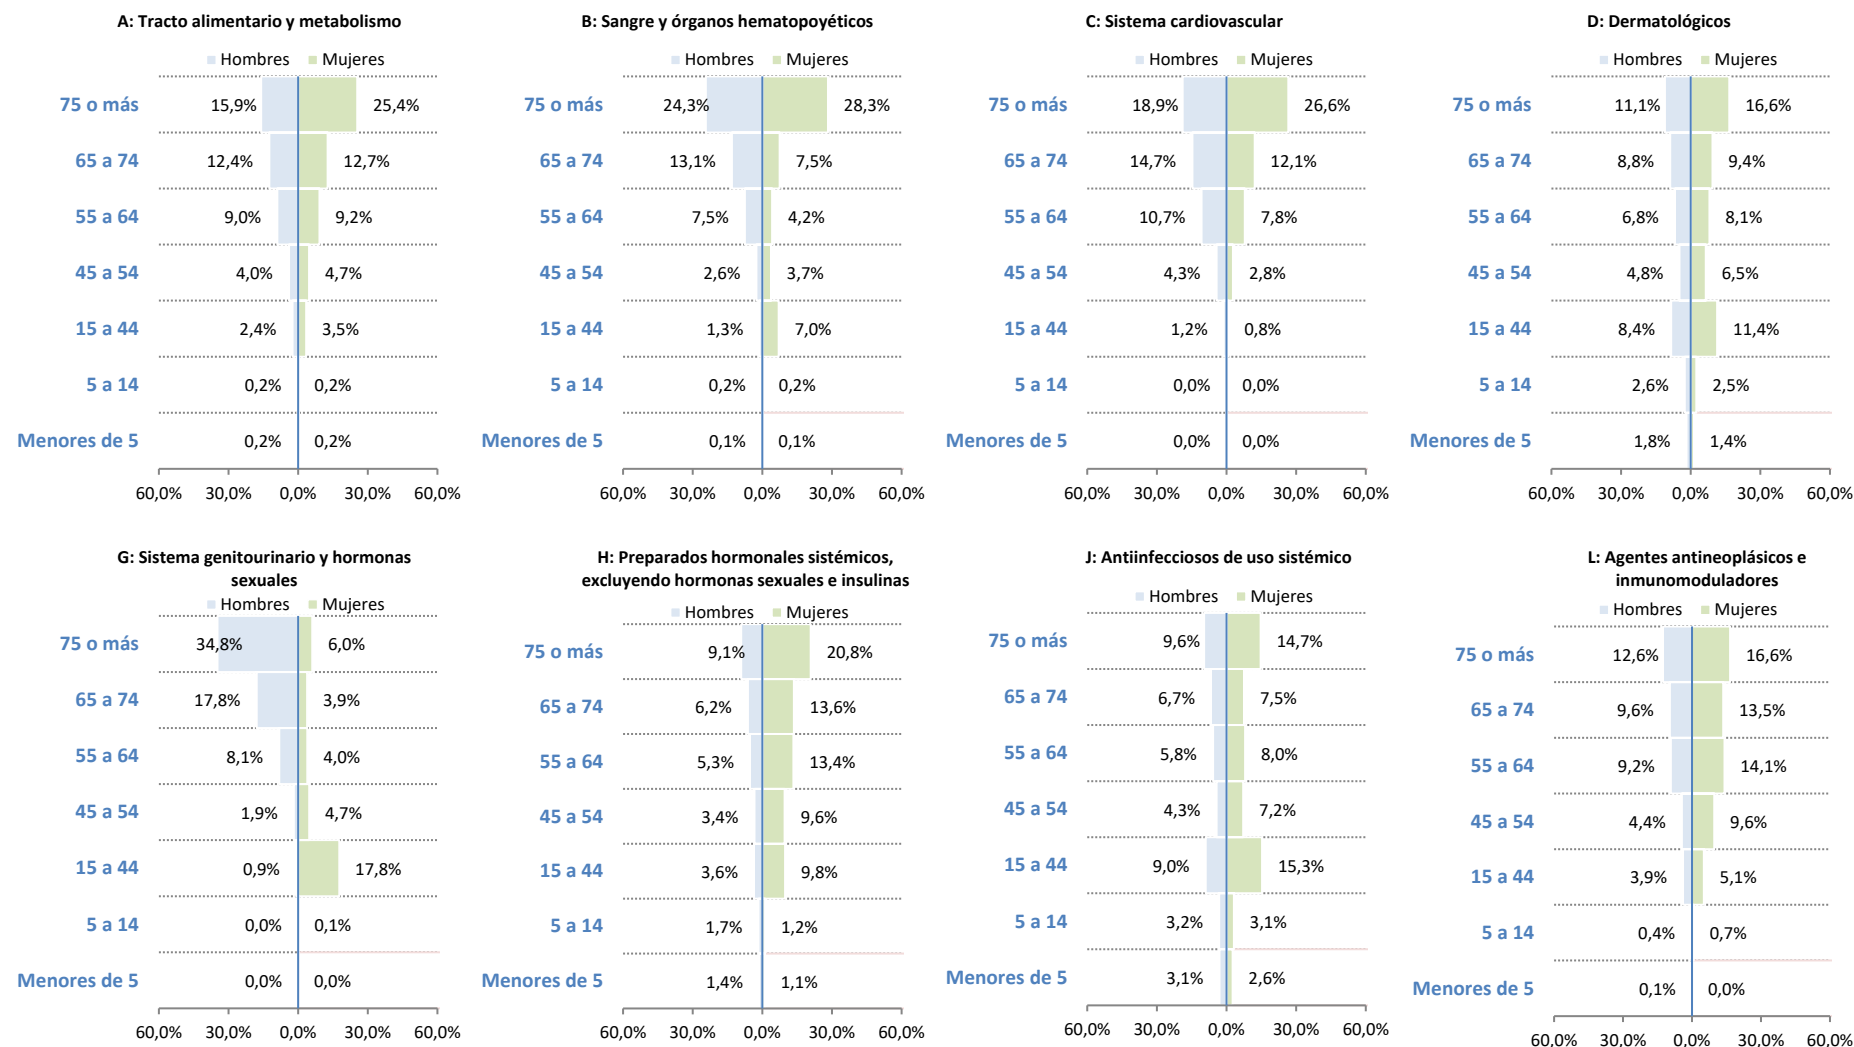 A: Tracto alimentario y metabolismo
Hombres Mujeres
75 o más 15,9% 25,4%
65 a 74 12,4% 12,7%
55 a 64 9,0% 9,2%
45 a 54 4,0% 4,7%
15 a 44 2,4% 3,5%
5 a 14 0,2% 0,2%
Menores de 5 0,2% 0,2%
60,0% 30,0% 0,0% 30,0% 60,0%
B: Sangre y órganos hematopoyéticos
Hombres Mujeres
75 o más 24,3% 28,3%
65 a 74 13,1% 7,5%
55 a 64 7,5% 4,2%
45 a 54 2,6% 3,7%
15 a 44 1,3% 7,0%
5 a 14 0,2% 0,2%
Menores de 5 0,1% 0,1%
60,0% 30,0% 0,0% 30,0% 60,0%
C: Sistema cardiovascular
Hombres Mujeres
75 o más 18,9% 26,6%
65 a 74 14,7% 12,1%
55 a 64 10,7% 7,8%
45 a 54 4,3% 2,8%
15 a 44 1,2% 0,8%
5 a 14 0,0% 0,0%
Menores de 5 0,0% 0,0%
60,0% 30,0% 0,0% 30,0% 60,0%
D: Dermatológicos
Hombres Mujeres
75 o más 11,1% 16,6%
65 a 74 8,8% 9,4%
55 a 64 6,8% 8,1%
45 a 54 4,8% 6,5%
15 a 44 8,4% 11,4%
5 a 14 2,6% 2,5%
Menores de 5 1,8% 1,4%
60,0% 30,0% 0,0% 30,0% 60,0%
G: Sistema genitourinario y hormonas
sexuales
Hombres Mujeres
75 o más 34,8% 6,0%
65 a 74 17,8% 3,9%
55 a 64 8,1% 4,0%
45 a 54 1,9% 4,7%
15 a 44 0,9% 17,8%
5 a 14 0,0% 0,1%
Menores de 5 0,0% 0,0%
60,0% 30,0% 0,0% 30,0% 60,0%
H: Preparados hormonales sistémicos,
excluyendo hormonas sexuales e insulinas
Hombres Mujeres
75 o más 9,1% 20,8%
65 a 74 6,2% 13,6%
55 a 64 5,3% 13,4%
45 a 54 3,4% 9,6%
15 a 44 3,6% 9,8%
5 a 14 1,7% 1,2%
Menores de 5 1,4% 1,1%
60,0% 30,0% 0,0% 30,0% 60,0%
J: Antiinfecciosos de uso sistémico
Hombres Mujeres
75 o más 9,6% 14,7%
65 a 74 6,7% 7,5%
55 a 64 5,8% 8,0%
45 a 54 4,3% 7,2%
15 a 44 9,0% 15,3%
5 a 14 3,2% 3,1%
Menores de 5 3,1% 2,6%
60,0% 30,0% 0,0% 30,0% 60,0%
L: Agentes antineoplásicos e
inmunomoduladores
Hombres Mujeres
75 o más 12,6% 16,6%
65 a 74 9,6% 13,5%
55 a 64 9,2% 14,1%
45 a 54 4,4% 9,6%
15 a 44 3,9% 5,1%
5 a 14 0,4% 0,7%
Menores de 5 0,1% 0,0%
60,0% 30,0% 0,0% 30,0% 60,0%